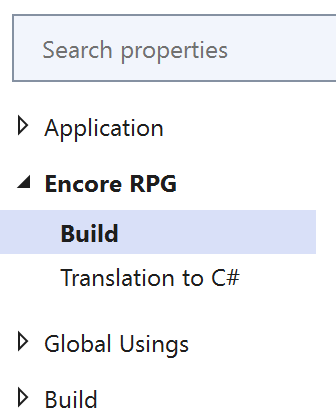 Search properties
Application
Encore RPG
Build
Translation to C#
Global Usings
Build